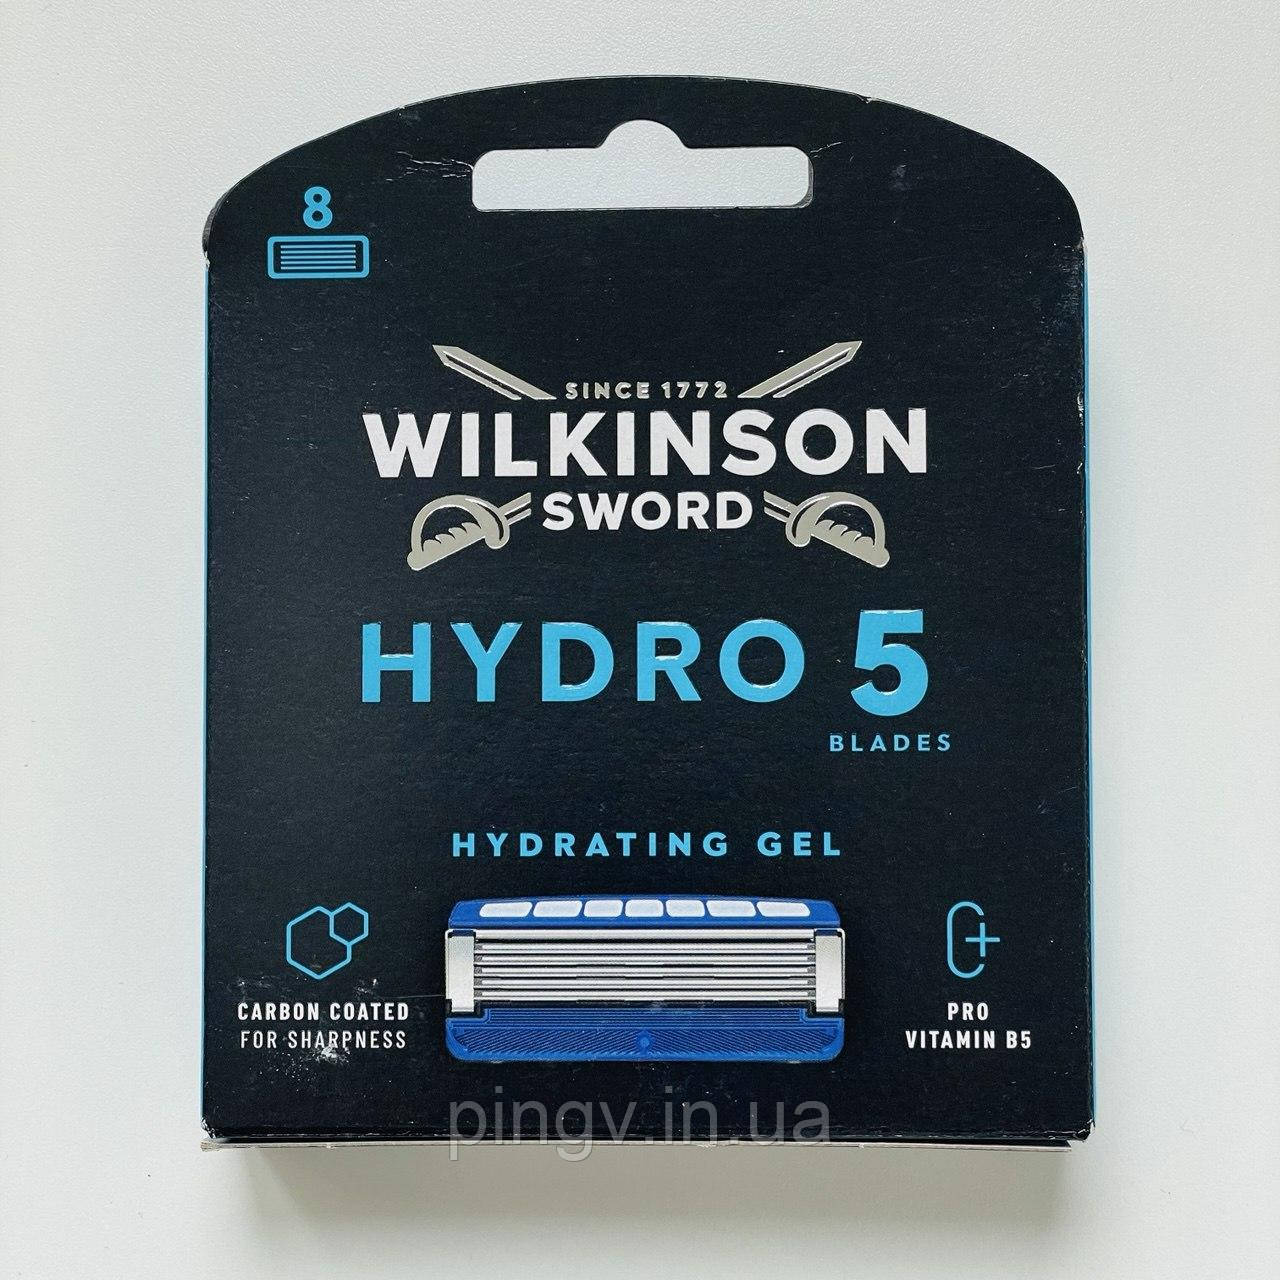 8
SINCE 1772
WILKINSON
SWORD
HYDRO 5
BLADES
HYDRATING GEL
CARBON COATED
FOR SHARPNESS
PRO
VITAMIN B5
pingv.in.ua